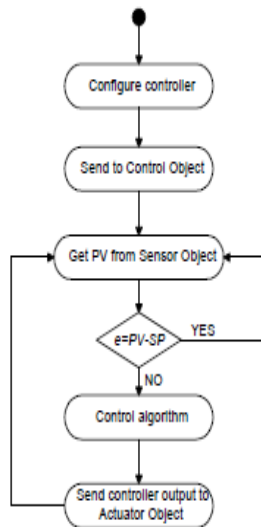 Configure controller
Send to Control Object
Get PV from Sensor Object
e=PV-SP
YES
NO
Control algorithm
Send controller output to
Actuator Object